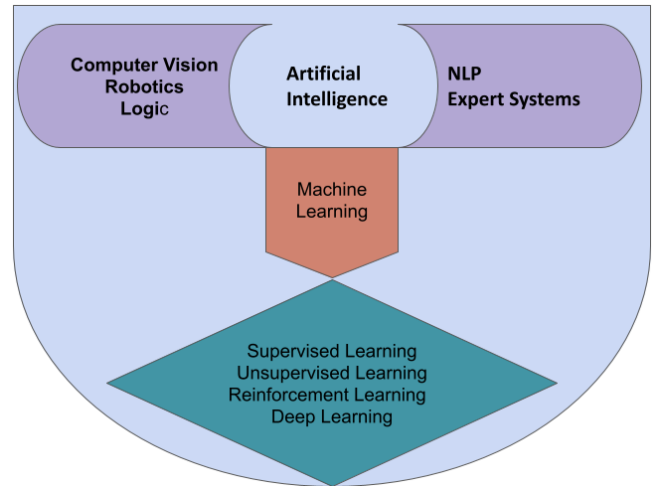 Computer Vision
Robotics
Logic
Artificial
Intelligence
NLP
Expert Systems
Machine
Learning
Supervised Learning
Unsupervised Learning
Reinforcement Learning
Deep Learning